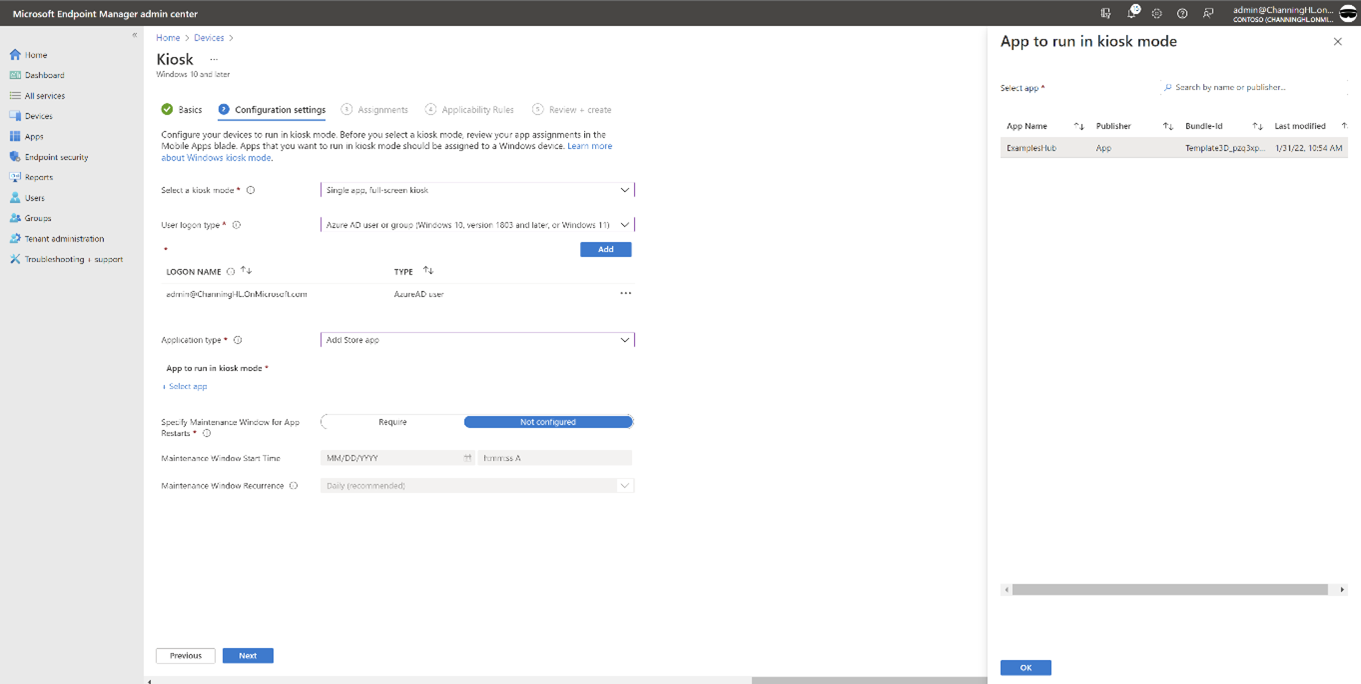 Microsoft Endpoint Manager admin center
admin@ChanningHL.on...
CONTOSO (CHANNINGHL.ONMI...
Home
Dashboard
All services
Devices
Apps
Endpoint security
Reports
Users
Groups
Tenant administration
Troubleshooting + support
Home > Devices >
Kiosk ...
Windows 10 and later
Basics
2 Configuration settings
3 Assignments
4 Applicability Rules
5 Review + create
Configure your devices to run in kiosk mode. Before you select a kiosk mode, review your app assignments in the
Mobile Apps blade. Apps that you want to run in kiosk mode should be assigned to a Windows device. Learn more
about Windows kiosk mode.
Select a kiosk mode *
Single app, full-screen kiosk
User logon type *
Azure AD user or group (Windows 10, version 1803 and later, or Windows 11)
*
Add
LOGON NAME
TYPE
admin@ChanningHL.OnMicrosoft.com
AzureAD user
...
Application type *
Add Store app
App to run in kiosk mode *
+ Select app
Specify Maintenance Window for App
Restarts *
Require
Not configured
Maintenance Window Start Time
MM/DD/YYYY
h:mm:ss A
Maintenance Window Recurrence
Daily (recommended)
Previous
Next
App to run in kiosk mode
Select app *
Search by name or publisher...
App Name
Publisher
Bundle-Id
Last modified
ExamplesHub
App
Template3D_pzq3xp...
1/31/22, 10:54 AM
OK